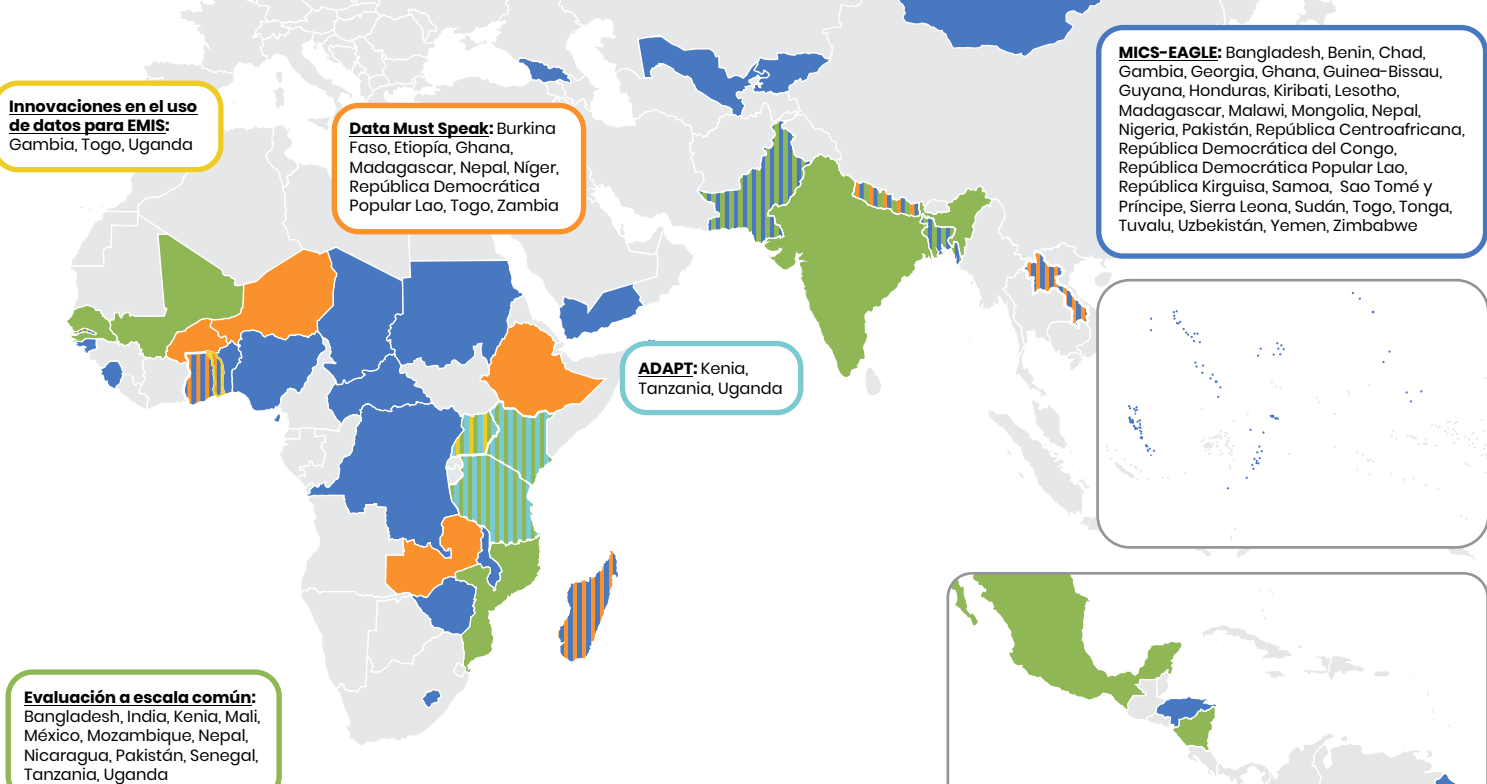 Innovaciones en el uso
de datos para EMIS:
Gambia, Togo, Uganda
Data Must Speak: Burkina
Faso, Etiopía, Ghana,
Madagascar, Nepal, Níger,
República Democrática
Popular Lao, Togo, Zambia
MICS-EAGLE: Bangladesh, Benin, Chad,
Gambia, Georgia, Ghana, Guinea-Bissau,
Guyana, Honduras, Kiribati, Lesotho,
Madagascar, Malawi, Mongolia, Nepal,
Nigeria, Pakistán, República Centroafricana,
República Democrática del Congo,
República Democrática Popular Lao,
República Kirguisa, Samoa, Sao Tomé y
Príncipe, Sierra Leona, Sudán, Togo, Tonga,
Tuvalu, Uzbekistán, Yemen, Zimbabwe
ADAPT: Kenia,
Tanzania, Uganda
Evaluación a escala común:
Bangladesh, India, Kenia, Mali,
México, Mozambique, Nepal,
Nicaragua, Pakistán, Senegal,
Tanzania, Uganda